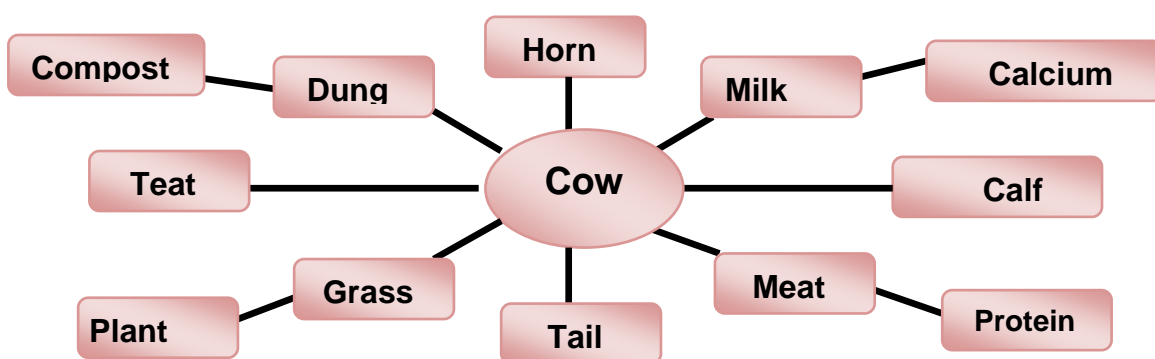 Horn
Compost
Dung
Milk
Calcium
Teat
Cow
Calf
Grass
Meat
Plant
Tail
Protein